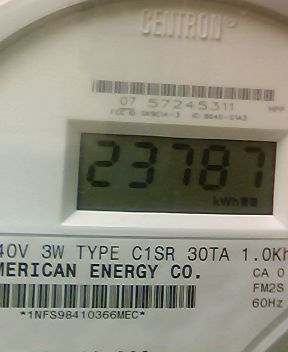 CENTRON
07 57245311
23787
kWh
40V 3W TYPE C1SR 30TA 1.0Kh
MERICAN ENERGY CO.
CA 0
FM2S
60Hz
*1NFS98410366MEC*